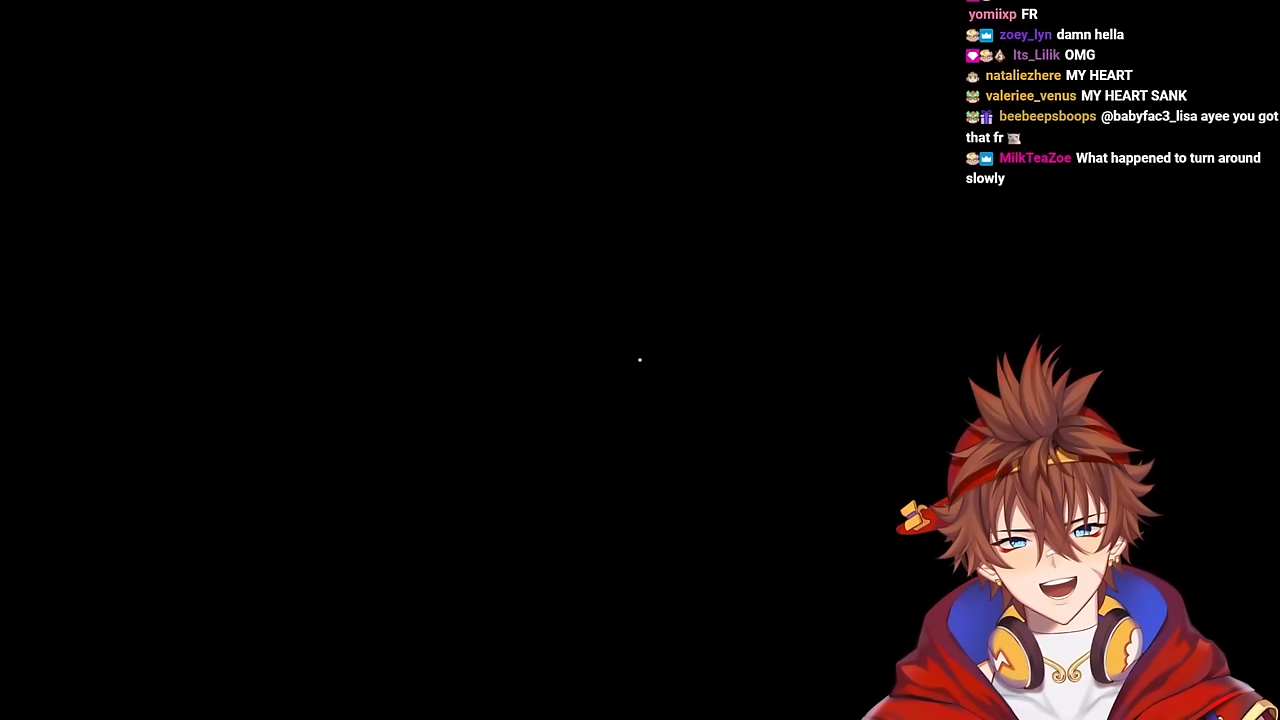 yomiixp FR
zoey_lyn damn hella
Its_Lilik OMG
nataliezhere MY HEART
valeriee_venus MY HEART SANK
beebeepsboops @babyfac3_lisa ayee you got
that fr
MilkTeaZoe What happened to turn around
slowly